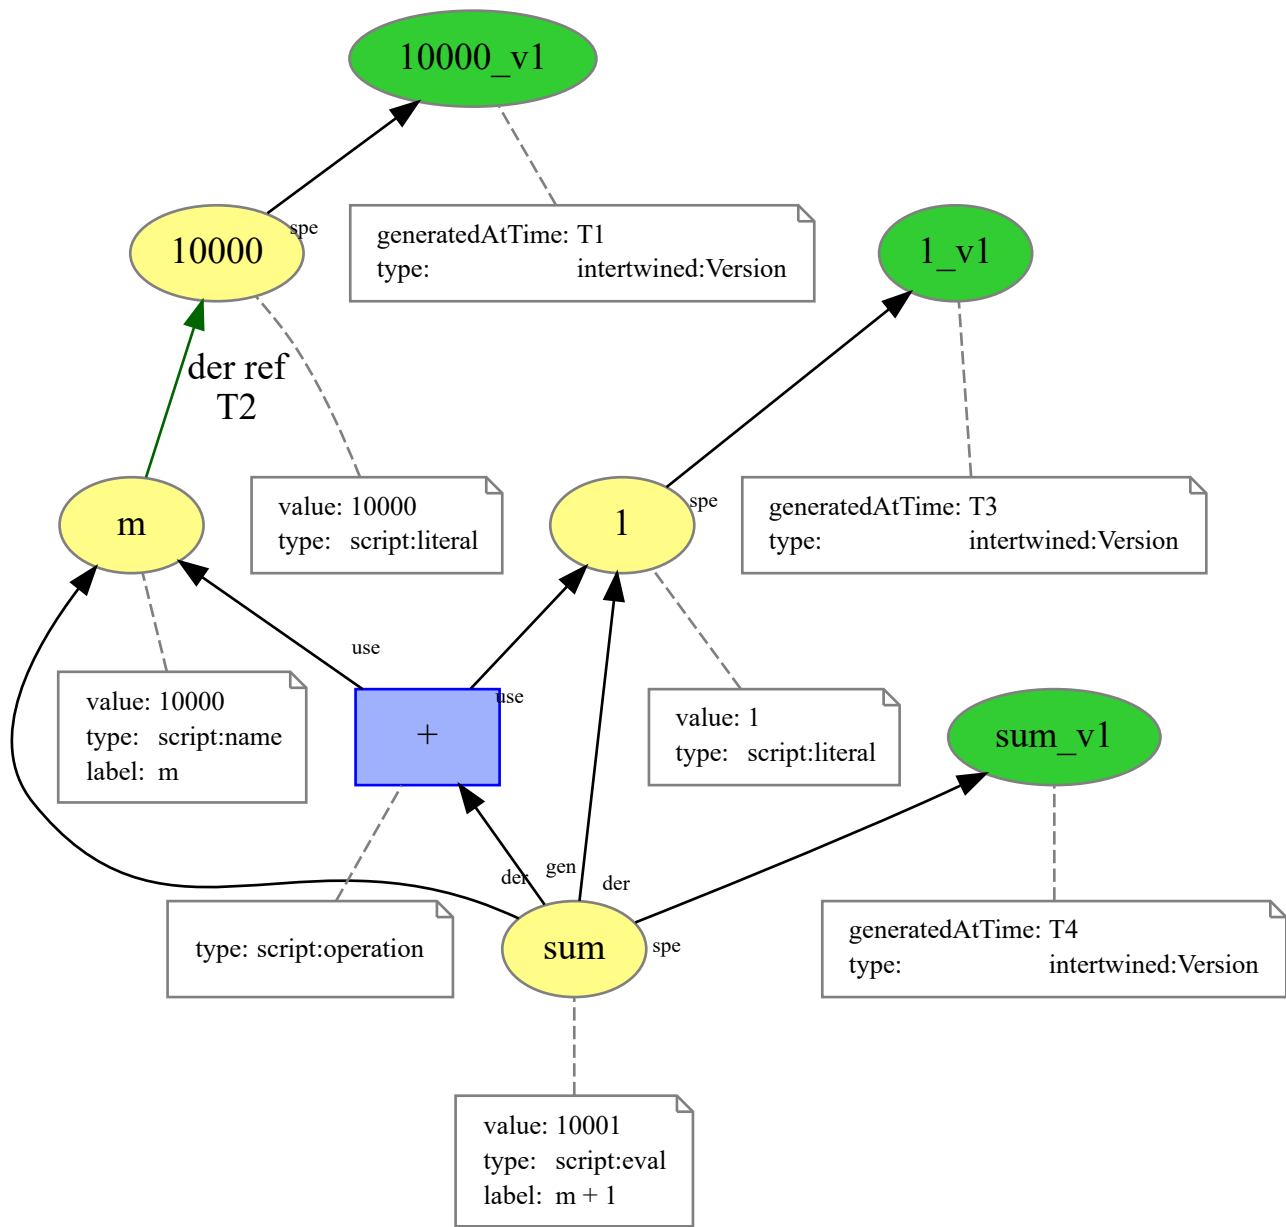 10000_v1
10000
spe
generatedAtTime: T1
type: intertwined:Version
1_v1
der ref
T2
m
value: 10000
type: script:literal
1
spe
generatedAtTime: T3
type: intertwined:Version
use
value: 10000
type: script:name
label: m
+
use
value: 1
type: script:literal
sum_v1
der
gen
der
type: script:operation
sum
spe
generatedAtTime: T4
type: intertwined:Version
value: 10001
type: script:eval
label: m + 1